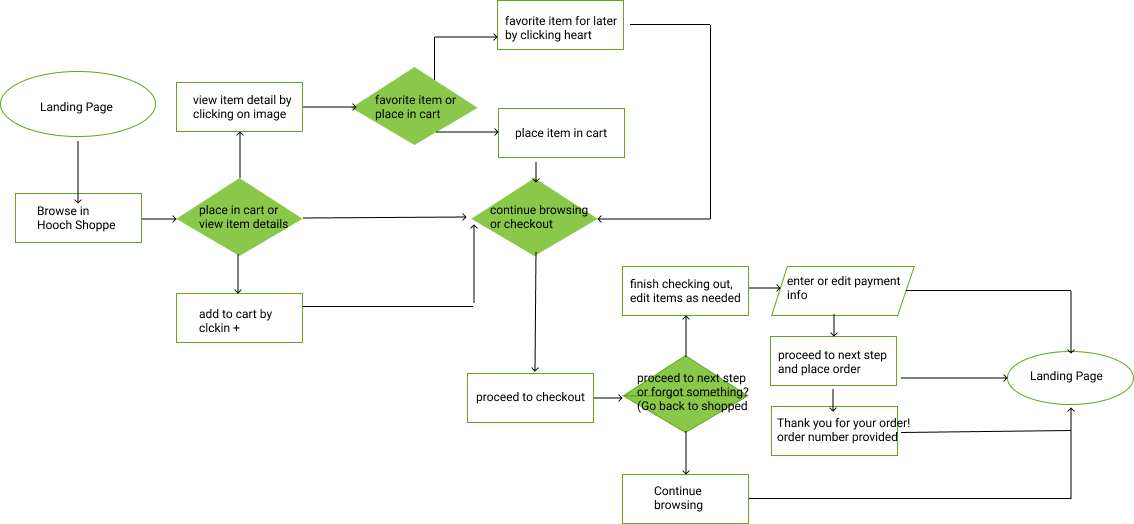 favorite item for later
by clicking heart
Landing Page
view item detail by
clicking on image
favorite item or
place in cart
place item in cart
Browse in
Hooch Shoppe
place in cart or
view item details
continue browsing
or checkout
add to cart by
clckin +
finish checking out,
edit items as needed
enter or edit payment
info
proceed to checkout
proceed to next step
or forgot something?
(Go back to shopped
proceed to next step
and place order
Landing Page
Thank you for your order!
order number provided
Continue
browsing